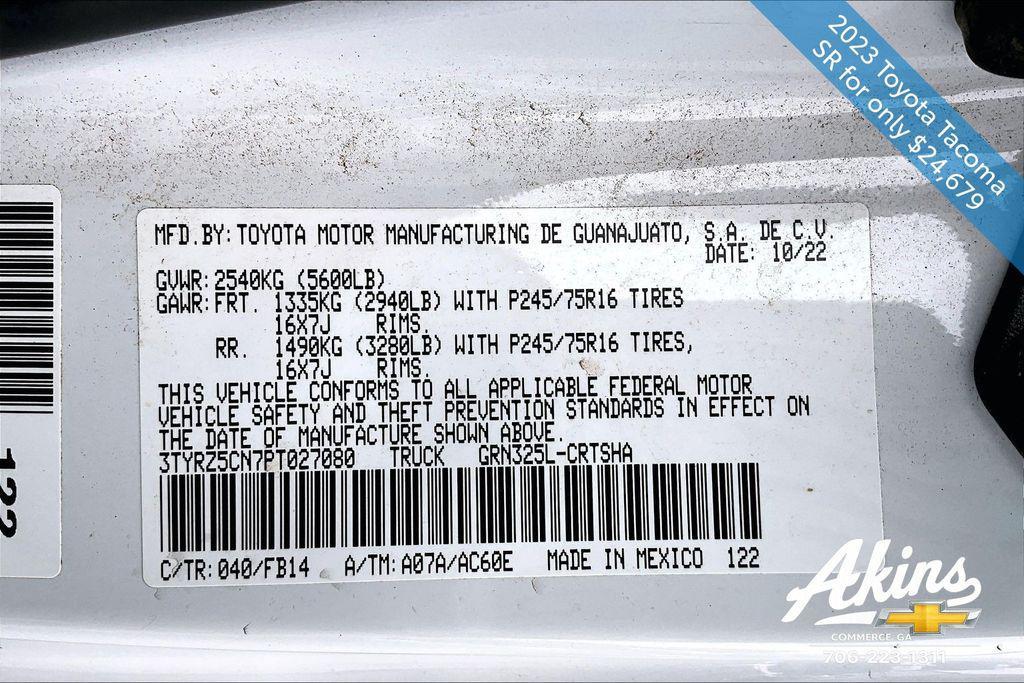 2023 Toyota Tacoma
SR for only $24,679
MFD.BY: TOYOTA MOTOR MANUFACTURING DE GUANAJUATO, S.A. DE C.V.
DATE: 10/22
GVWR: 2540KG (5600LB)
GAWR: FRT. 1335KG (2940LB) WITH P245/75R16 TIRES
16X7J RIMS.
RR. 1490KG (3280LB) WITH P245/75R16 TIRES,
16X7J RIMS.
THIS VEHICLE CONFORMS TO ALL APPLICABLE FEDERAL MOTOR
VEHICLE SAFETY AND THEFT PREVENTION STANDARDS IN EFFECT ON
THE DATE OF MANUFACTURE SHOWN ABOVE.
3TYRZ5CN7PT027080 TRUCK GRN325L-CRTSHA
C/TR: 040/FB14 A/TM: A07A/AC60E MADE IN MEXICO 122
122
Akins
COMMERCE, GA
706-223-1311